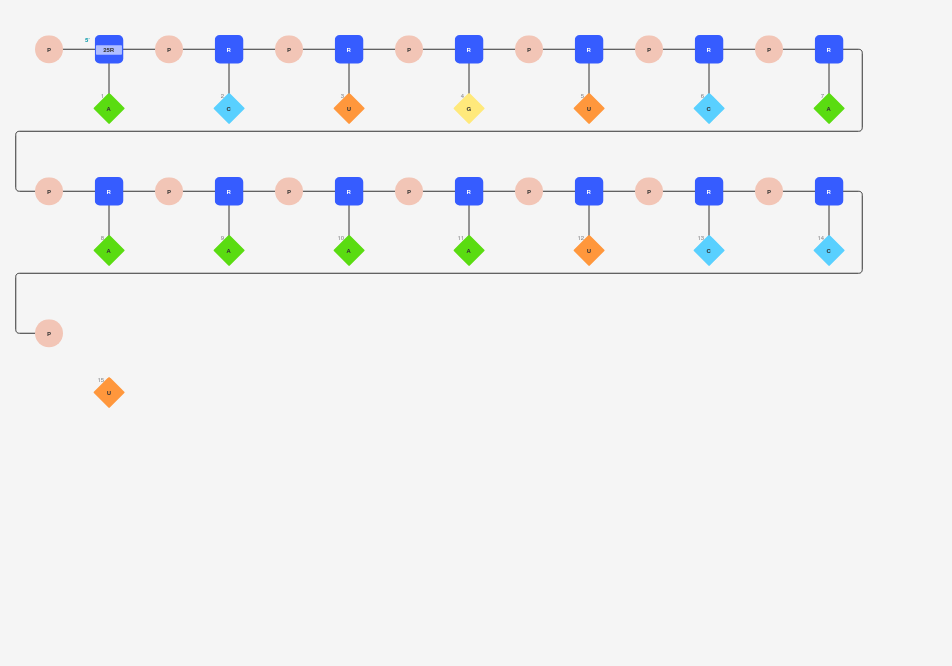 5'
P 25R P R P R P R P R P R P R
1 A 2 C 3 U 4 G 5 U 6 C 7 A
P R P R P R P R P R P R P R
8 A 9 A 10 A 11 A 12 U 13 C 14 C
P
15 U